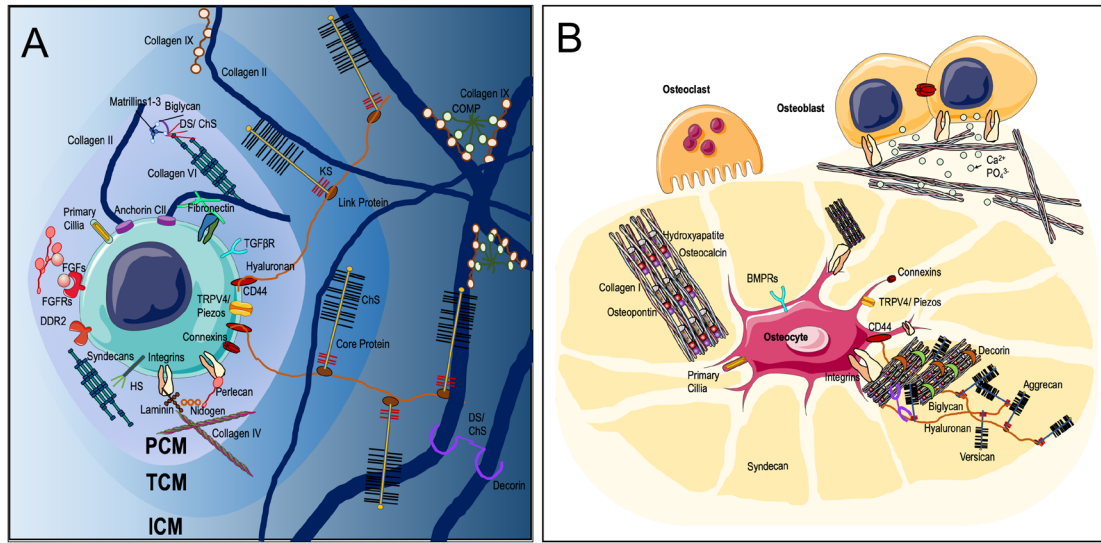 A
Collagen IX
Collagen II
Matrillins1-3
Biglycan
DS/ ChS
Collagen II
Collagen VI
Collagen IX
COMP
KS
Link Protein
Primary
Cillia
Anchorin CII
Fibronectin
TGFβR
Hyaluronan
FGFs
CD44
FGFRs
TRPV4/
Piezos
ChS
DDR2
Connexins
Core Protein
Syndecans
Integrins
HS
Perlecan
Laminin
Nidogen
Collagen IV
DS/
ChS
Decorin
PCM
TCM
ICM
B
Osteoclast
Osteoblast
Ca2+
PO43-
Hydroxyapatite
Osteocalcin
Collagen I
Osteopontin
BMPRs
Connexins
TRPV4/ Piezos
CD44
Osteocyte
Decorin
Primary
Cillia
Integrins
Aggrecan
Biglycan
Hyaluronan
Versican
Syndecan